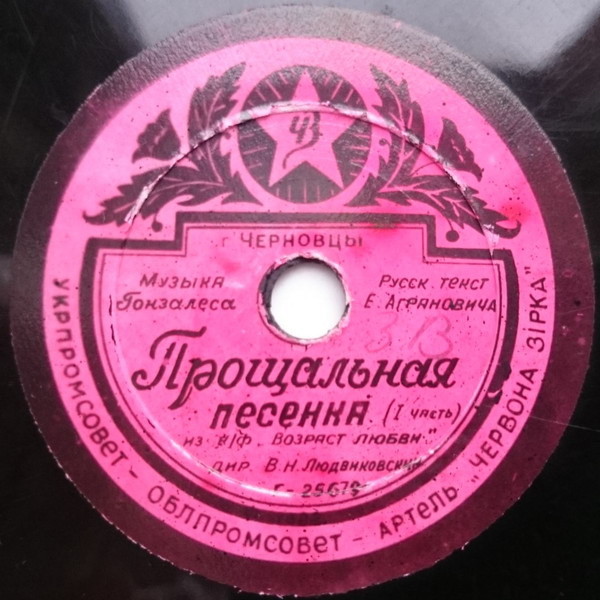 ЧЗ
г. ЧЕРНОВЦЫ
Музыка Гонзалеса
Русск. текст Е. Аграновича
Прощальная
песенка (I часть)
из к/ф „Возраст любви"
дир. В.Н. Людвиковский
УКРПРОМСОВЕТ - ОБЛПРОМСОВЕТ - АРТЕЛЬ „ЧЕРВОНА ЗІРКА"